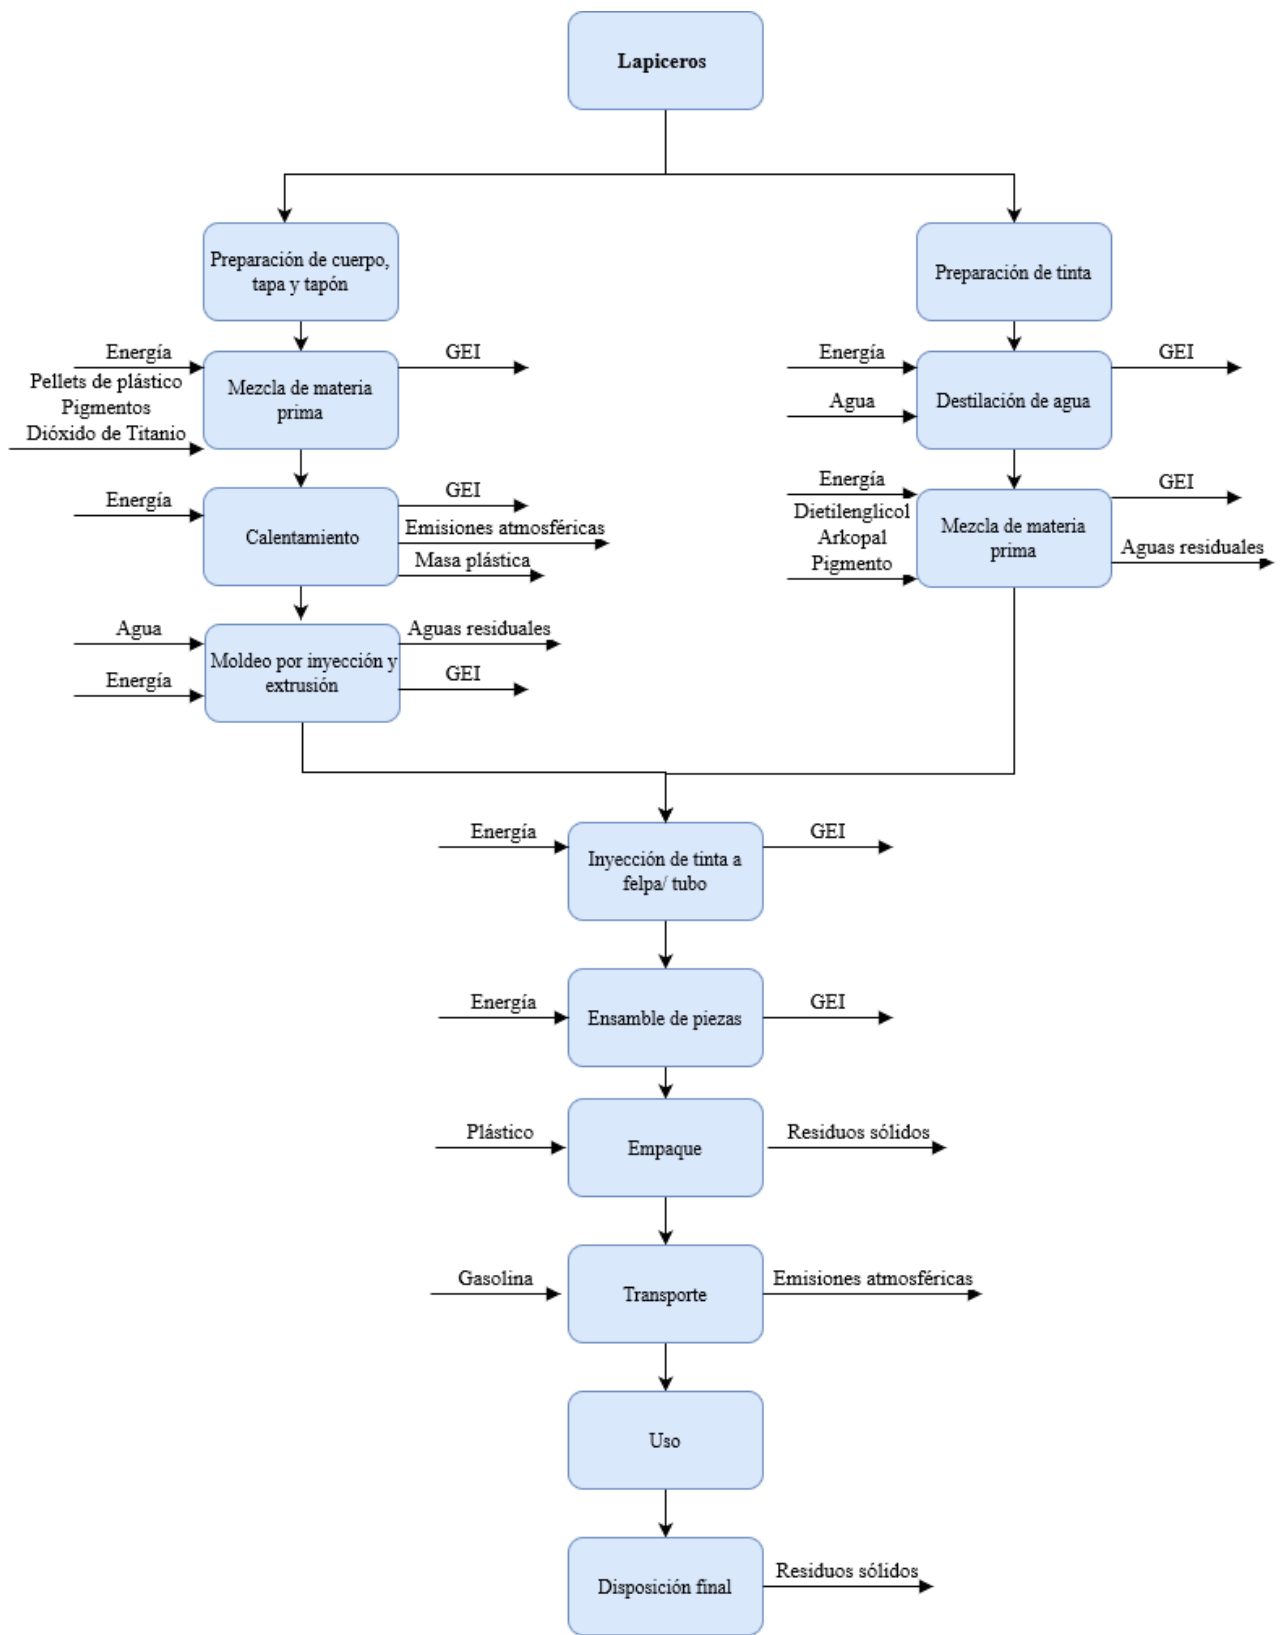 Lapiceros
Preparación de cuerpo,
tapa y tapón
Energía
Pellets de plástico
Pigmentos
Dióxido de Titanio
Mezcla de materia
prima
GEI
Energía
Calentamiento
GEI
Emisiones atmosféricas
Masa plástica
Agua
Energía
Moldeo por inyección y
extrusión
Aguas residuales
GEI
Preparación de tinta
Energía
Agua
Destilación de agua
GEI
Energía
Dietilenglicol
Arkopal
Pigmento
Mezcla de materia
prima
GEI
Aguas residuales
Energía
Inyección de tinta a
felpa/ tubo
GEI
Energía
Ensamble de piezas
GEI
Plástico
Empaque
Residuos sólidos
Gasolina
Transporte
Emisiones atmosféricas
Uso
Disposición final
Residuos sólidos